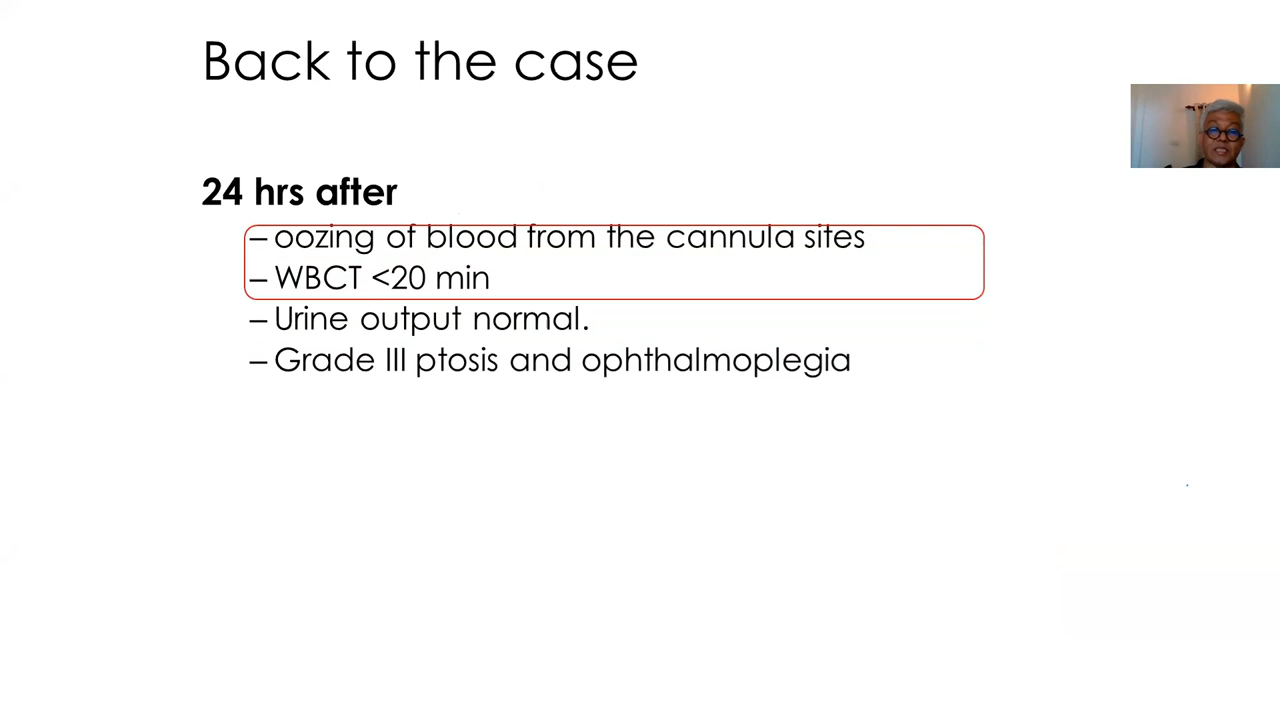 Back to the case
24 hrs after
– oozing of blood from the cannula sites
– WBCT <20 min
– Urine output normal.
– Grade III ptosis and ophthalmoplegia